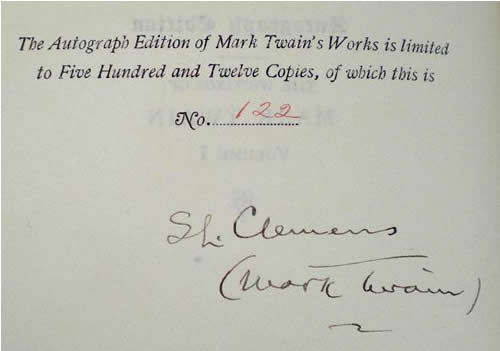 The Autograph Edition of Mark Twain's Works is limited
to Five Hundred and Twelve Copies, of which this is
No. 122
S. L. Clemens
(Mark Twain)